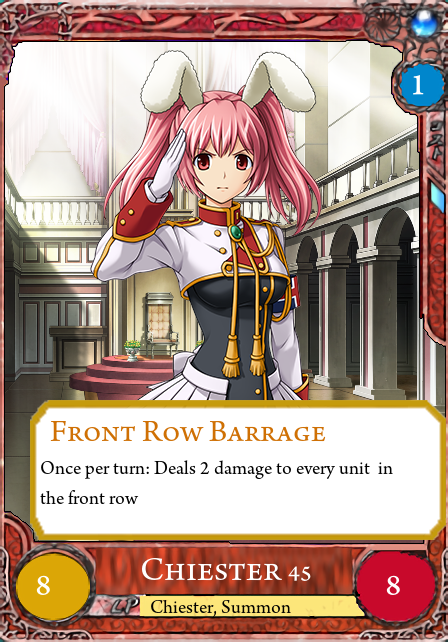 1
Front Row Barrage
Once per turn: Deals 2 damage to every unit in
the front row
Chiester 45
8
8
LP
Chiester, Summon